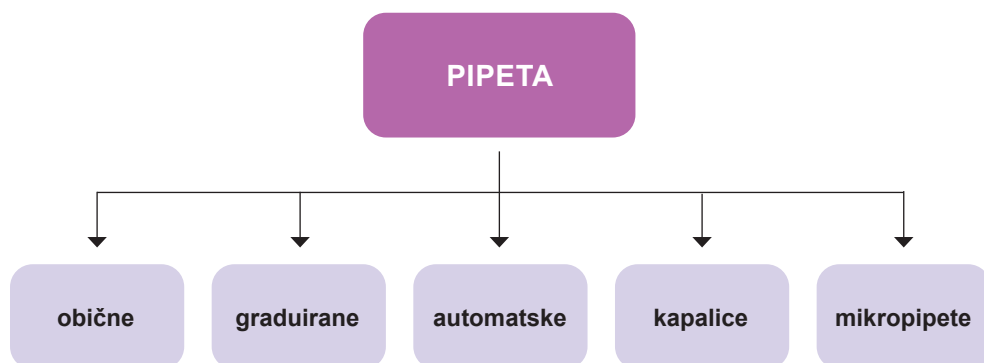 PIPETA
obične
graduirane
automatske
kapalice
mikropipete